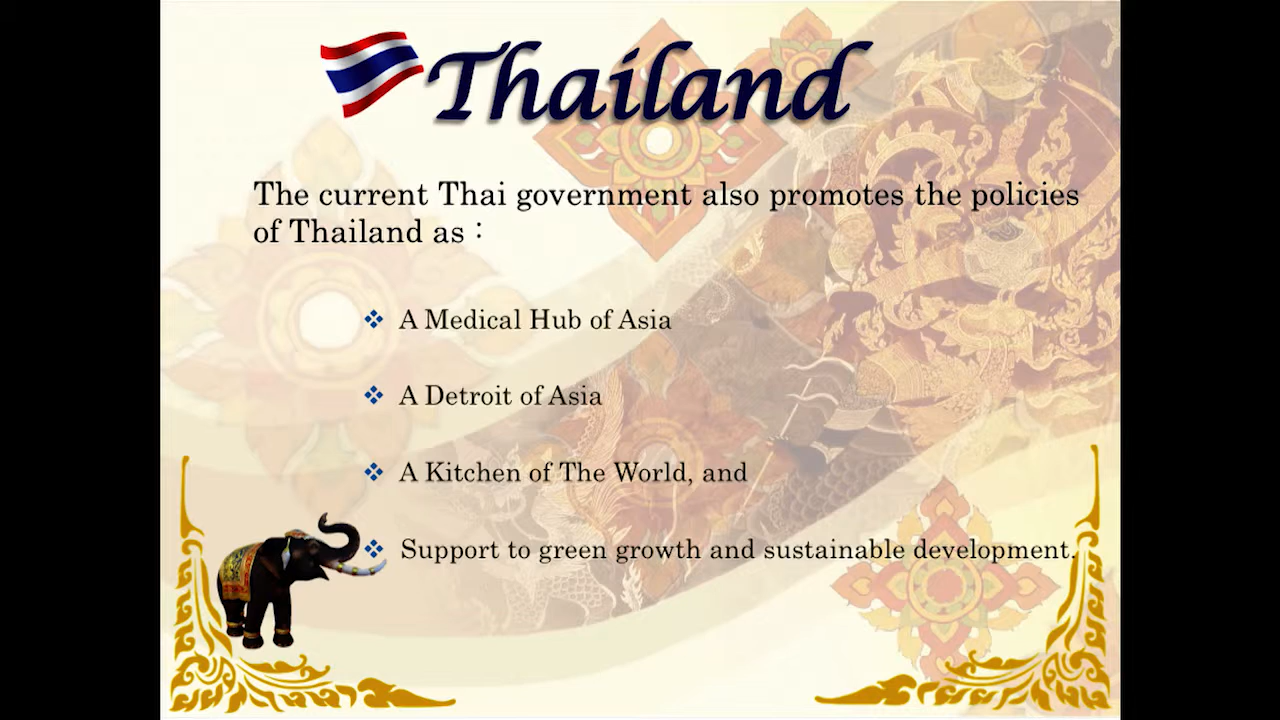 Thailand
The current Thai government also promotes the policies
of Thailand as :
❖ A Medical Hub of Asia
❖ A Detroit of Asia
❖ A Kitchen of The World, and
❖ Support to green growth and sustainable development.